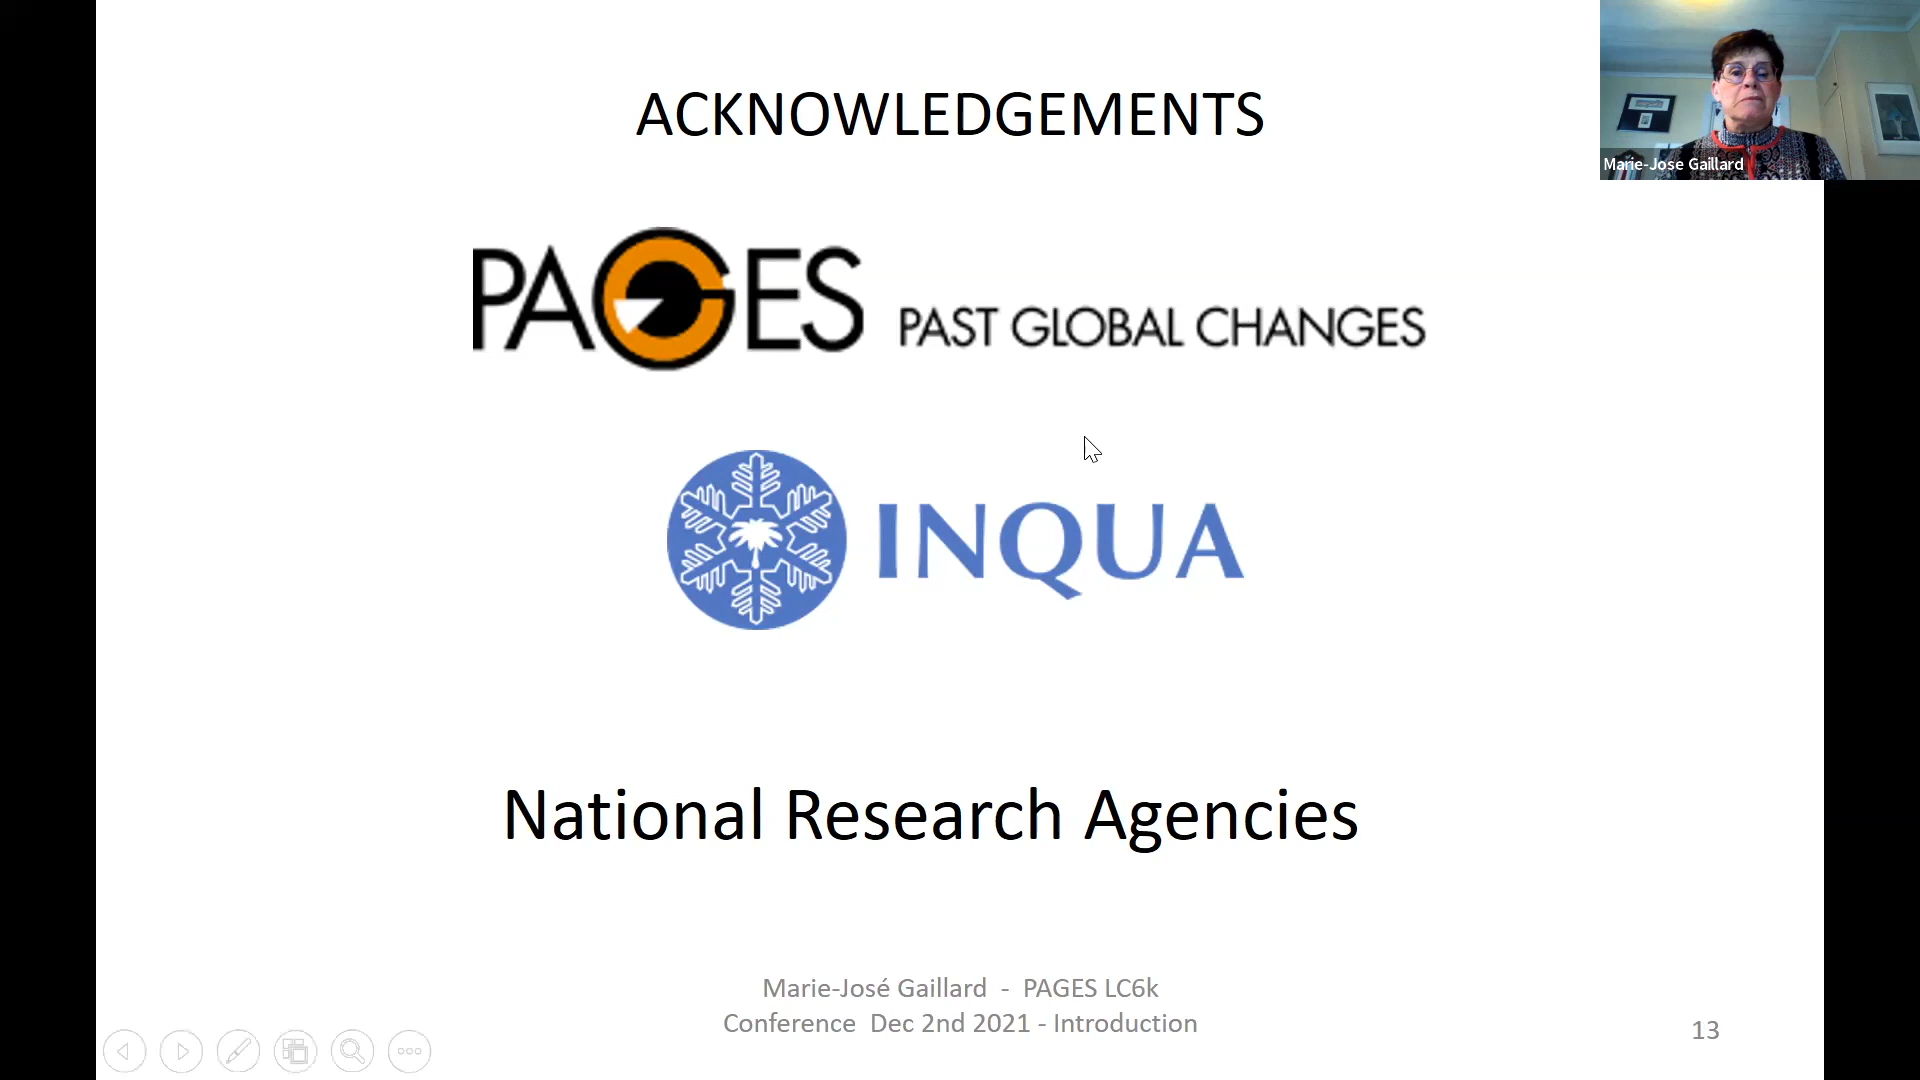 ACKNOWLEDGEMENTS
PAGES PAST GLOBAL CHANGES
INQUA
National Research Agencies
Marie-José Gaillard - PAGES LC6k
Conference Dec 2nd 2021 - Introduction
13
Marie-Jose Gaillard